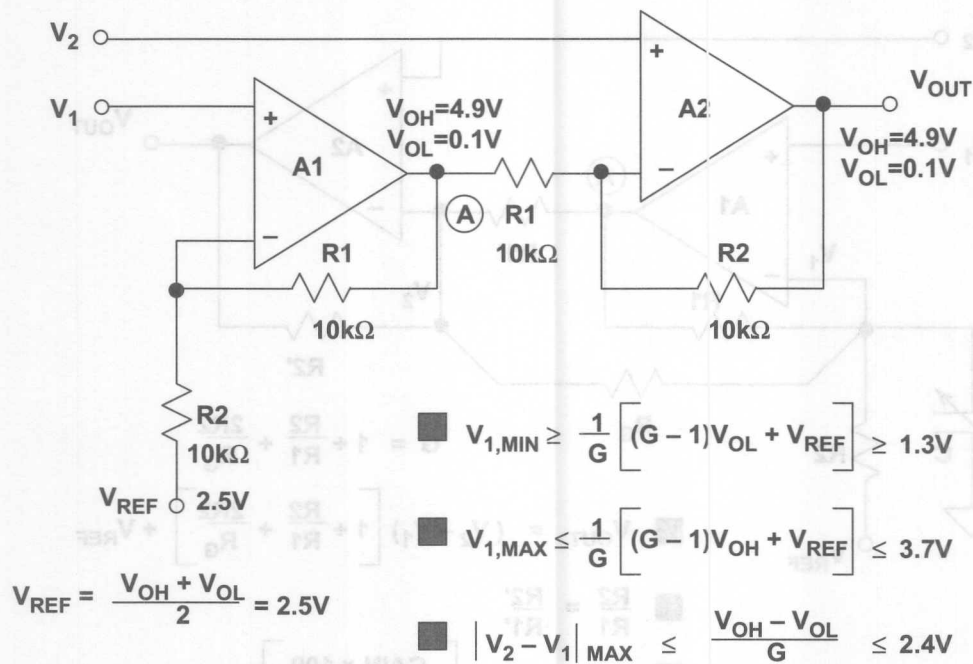 V2
V1
+
−
A1
VOH=4.9V
VOL=0.1V
A
R1
10kΩ
+
−
A2
VOUT
VOH=4.9V
VOL=0.1V
R1
10kΩ
R2
10kΩ
R2
10kΩ
VREF 2.5V
V1,MIN ≥ 1/G [(G – 1)VOL + VREF] ≥ 1.3V
V1,MAX ≤ 1/G [(G – 1)VOH + VREF] ≤ 3.7V
VREF = (VOH + VOL)/2 = 2.5V
|V2 – V1| MAX ≤ (VOH – VOL)/G ≤ 2.4V